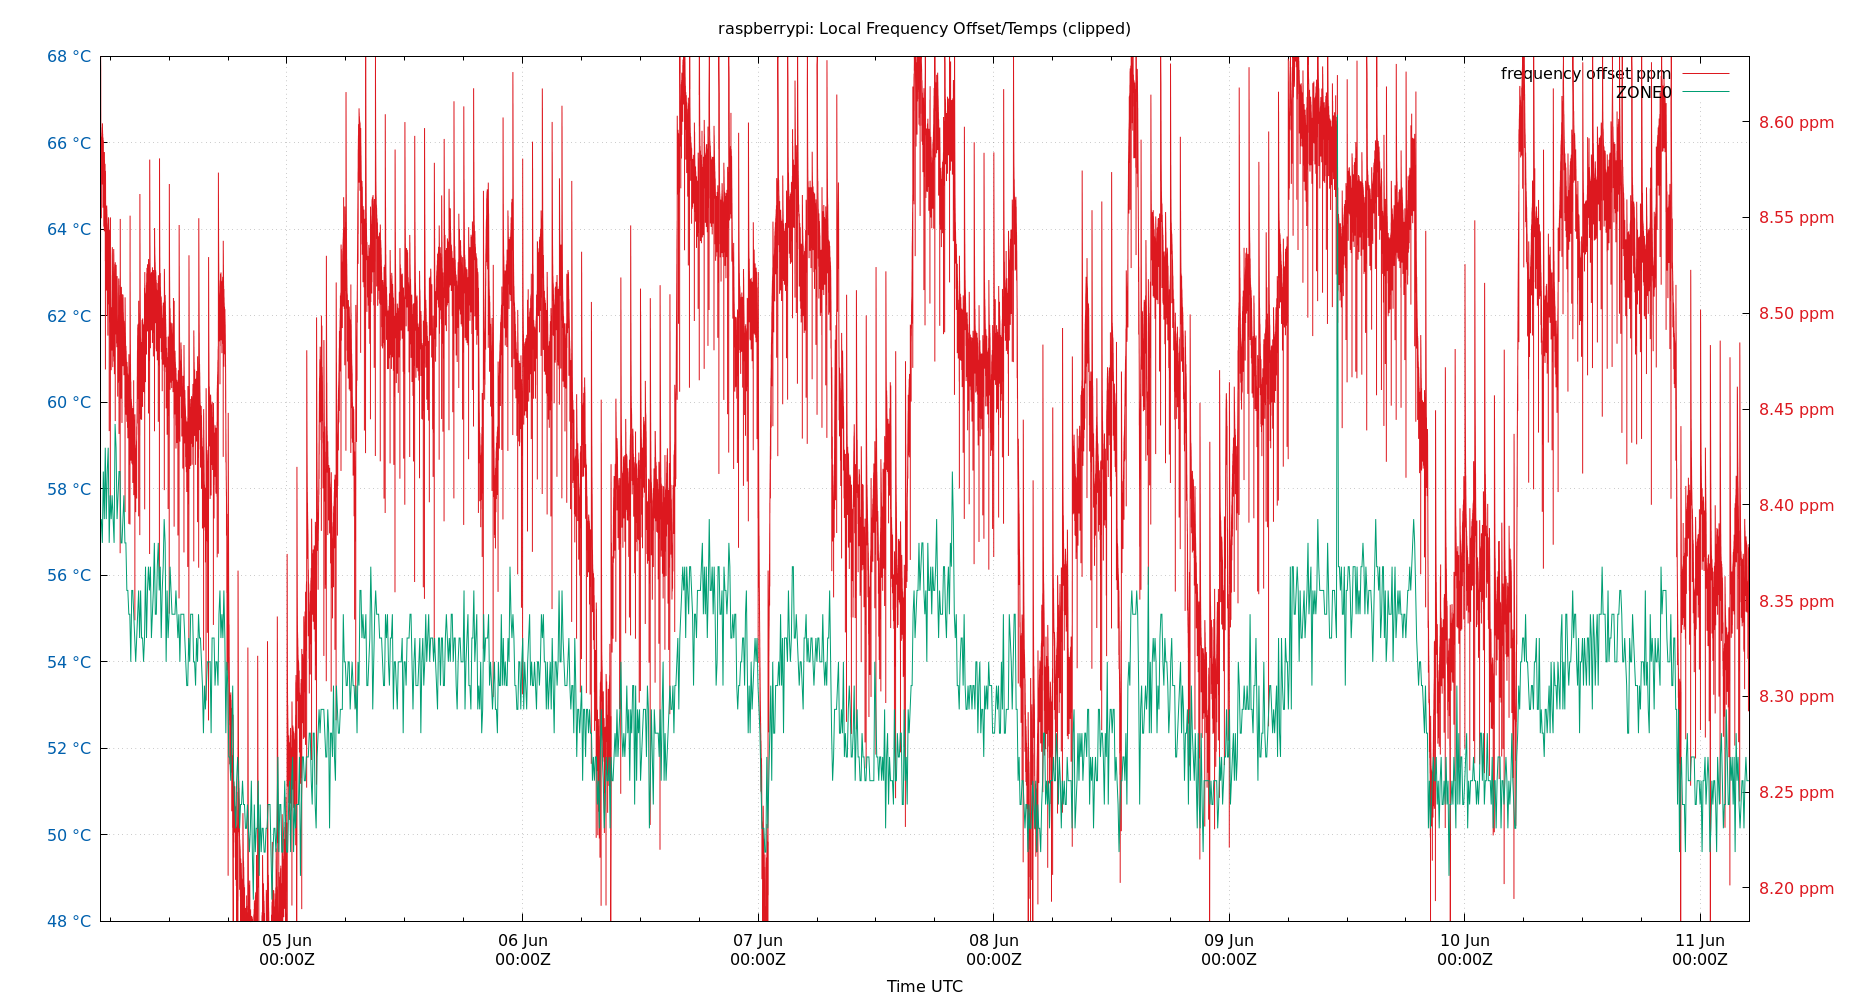 raspberrypi: Local Frequency Offset/Temps (clipped)
frequency offset ppm
ZONE0
68 °C
66 °C
64 °C
62 °C
60 °C
58 °C
56 °C
54 °C
52 °C
50 °C
48 °C
8.60 ppm
8.55 ppm
8.50 ppm
8.45 ppm
8.40 ppm
8.35 ppm
8.30 ppm
8.25 ppm
8.20 ppm
05 Jun 06 Jun 07 Jun 08 Jun 09 Jun 10 Jun 11 Jun
00:00Z 00:00Z 00:00Z 00:00Z 00:00Z 00:00Z 00:00Z
Time UTC